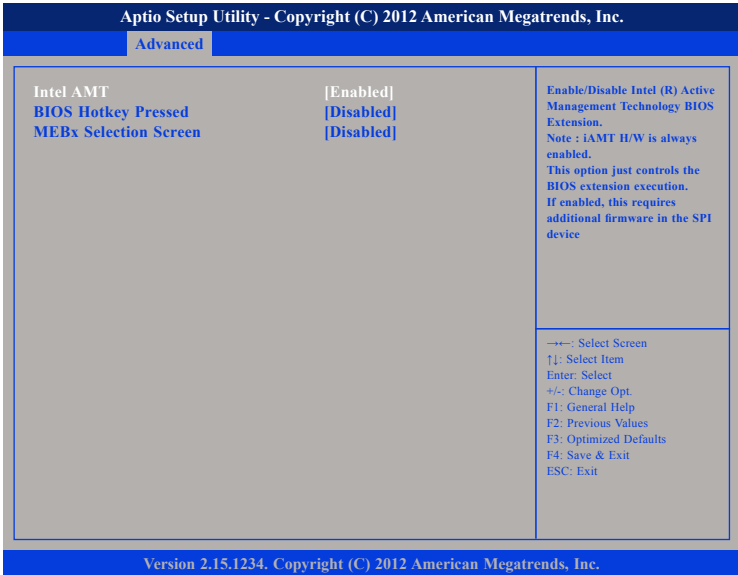 Aptio Setup Utility - Copyright (C) 2012 American Megatrends, Inc.
Advanced
Intel AMT [Enabled]
BIOS Hotkey Pressed [Disabled]
MEBx Selection Screen [Disabled]
Enable/Disable Intel (R) Active
Management Technology BIOS
Extension.
Note : iAMT H/W is always
enabled.
This option just controls the
BIOS extension execution.
If enabled, this requires
additional firmware in the SPI
device
→←: Select Screen
↑↓: Select Item
Enter: Select
+/-: Change Opt.
F1: General Help
F2: Previous Values
F3: Optimized Defaults
F4: Save & Exit
ESC: Exit
Version 2.15.1234. Copyright (C) 2012 American Megatrends, Inc.